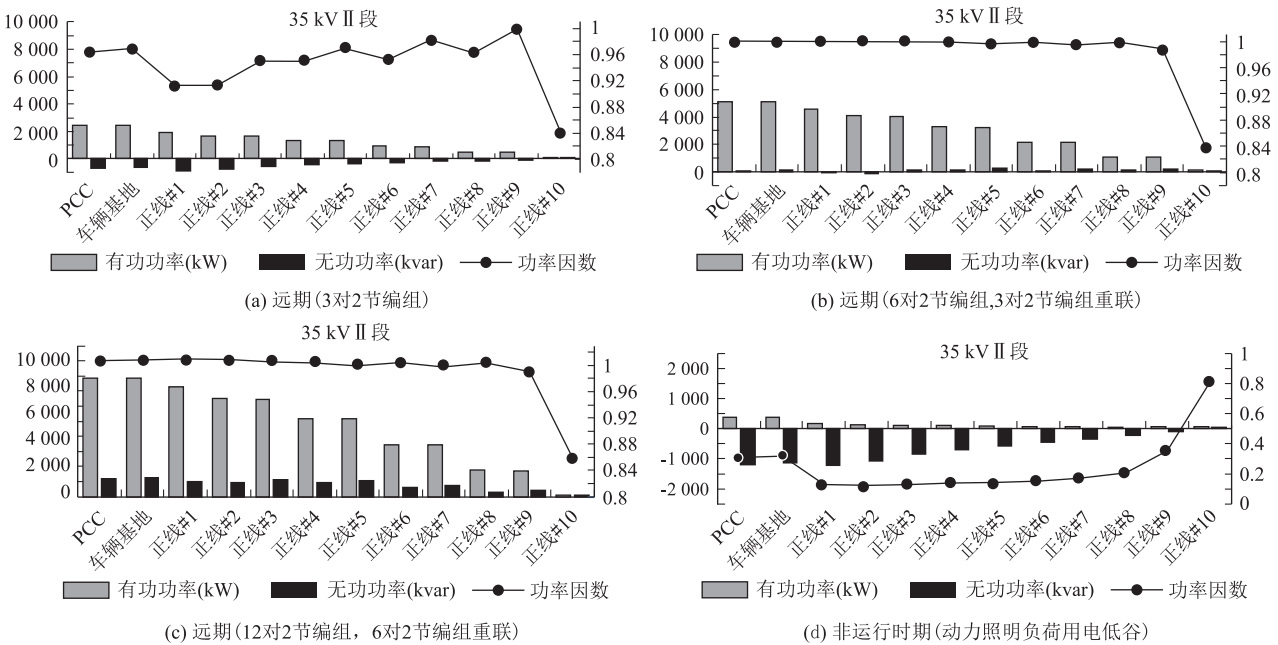 35 kV Ⅱ 段
10 000
8 000
6 000
4 000
2 000
0
1
0.96
0.92
0.88
0.84
0.8
PCC
车辆基地
正线#1
正线#2
正线#3
正线#4
正线#5
正线#6
正线#7
正线#8
正线#9
正线#10
有功功率(kW) 无功功率(kvar) 功率因数
(a) 远期(3对2节编组)
35 kV Ⅱ 段
10 000
8 000
6 000
4 000
2 000
0
1
0.96
0.92
0.88
0.84
0.8
PCC
车辆基地
正线#1
正线#2
正线#3
正线#4
正线#5
正线#6
正线#7
正线#8
正线#9
正线#10
有功功率(kW) 无功功率(kvar) 功率因数
(b) 远期(6对2节编组,3对2节编组重联)
35 kV Ⅱ 段
10 000
8 000
6 000
4 000
2 000
0
1
0.96
0.92
0.88
0.84
0.8
PCC
车辆基地
正线#1
正线#2
正线#3
正线#4
正线#5
正线#6
正线#7
正线#8
正线#9
正线#10
有功功率(kW) 无功功率(kvar) 功率因数
(c) 远期(12对2节编组，6对2节编组重联)
35 kV Ⅱ 段
2 000
1 000
0
-1 000
-2 000
1
0.8
0.6
0.4
0.2
0
PCC
车辆基地
正线#1
正线#2
正线#3
正线#4
正线#5
正线#6
正线#7
正线#8
正线#9
正线#10
有功功率(kW) 无功功率(kvar) 功率因数
(d) 非运行时期(动力照明负荷用电低谷)